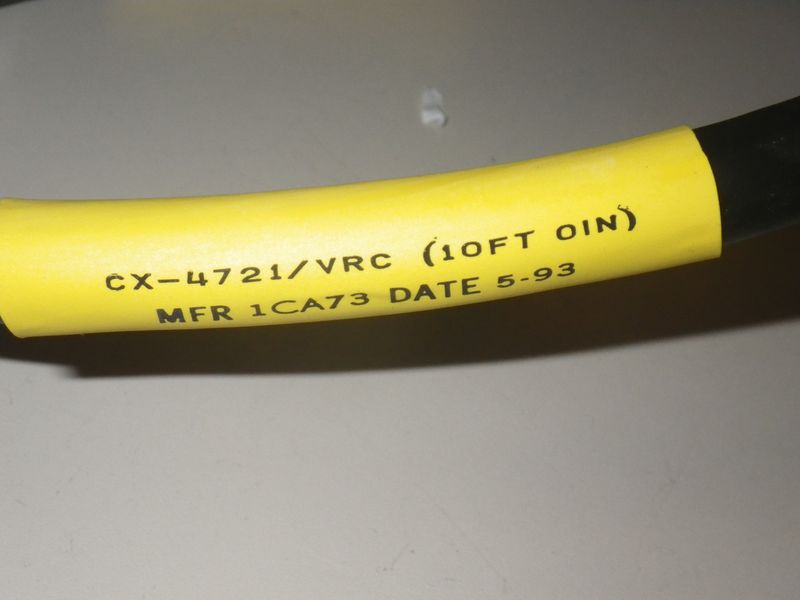 CX-4721/VRC (10FT 0IN)
MFR 1CA73 DATE 5-93